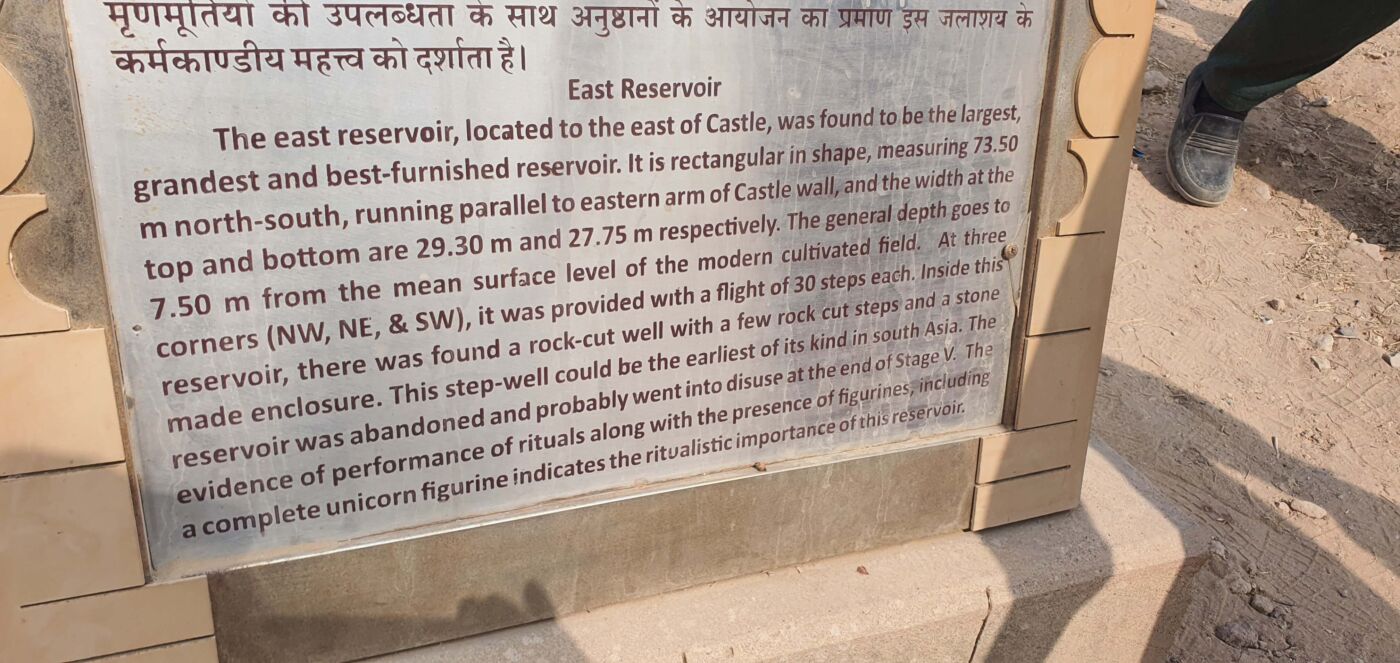 मृण्मूर्तियों की उपलब्धता के साथ अनुष्ठानों के आयोजन का प्रमाण इस जलाशय के
कर्मकाण्डीय महत्त्व को दर्शाता है।
East Reservoir
The east reservoir, located to the east of Castle, was found to be the largest,
grandest and best-furnished reservoir. It is rectangular in shape, measuring 73.50
m north-south, running parallel to eastern arm of Castle wall, and the width at the
top and bottom are 29.30 m and 27.75 m respectively. The general depth goes to
7.50 m from the mean surface level of the modern cultivated field. At three
corners (NW, NE, & SW), it was provided with a flight of 30 steps each. Inside this
reservoir, there was found a rock-cut well with a few rock cut steps and a stone
made enclosure. This step-well could be the earliest of its kind in south Asia. The
reservoir was abandoned and probably went into disuse at the end of Stage V. The
evidence of performance of rituals along with the presence of figurines, including
a complete unicorn figurine indicates the ritualistic importance of this reservoir.